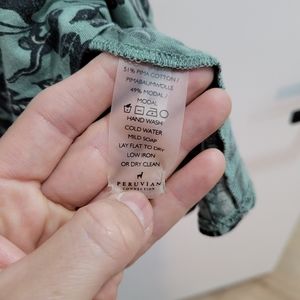 51% PIMA COTTON /
PIMABAUMWOLLE
49% MODAL /
MODAL
HAND WASH
COLD WATER
MILD SOAP
LAY FLAT TO DRY
LOW IRON
OR DRY CLEAN
PERUVIAN
CONNECTION